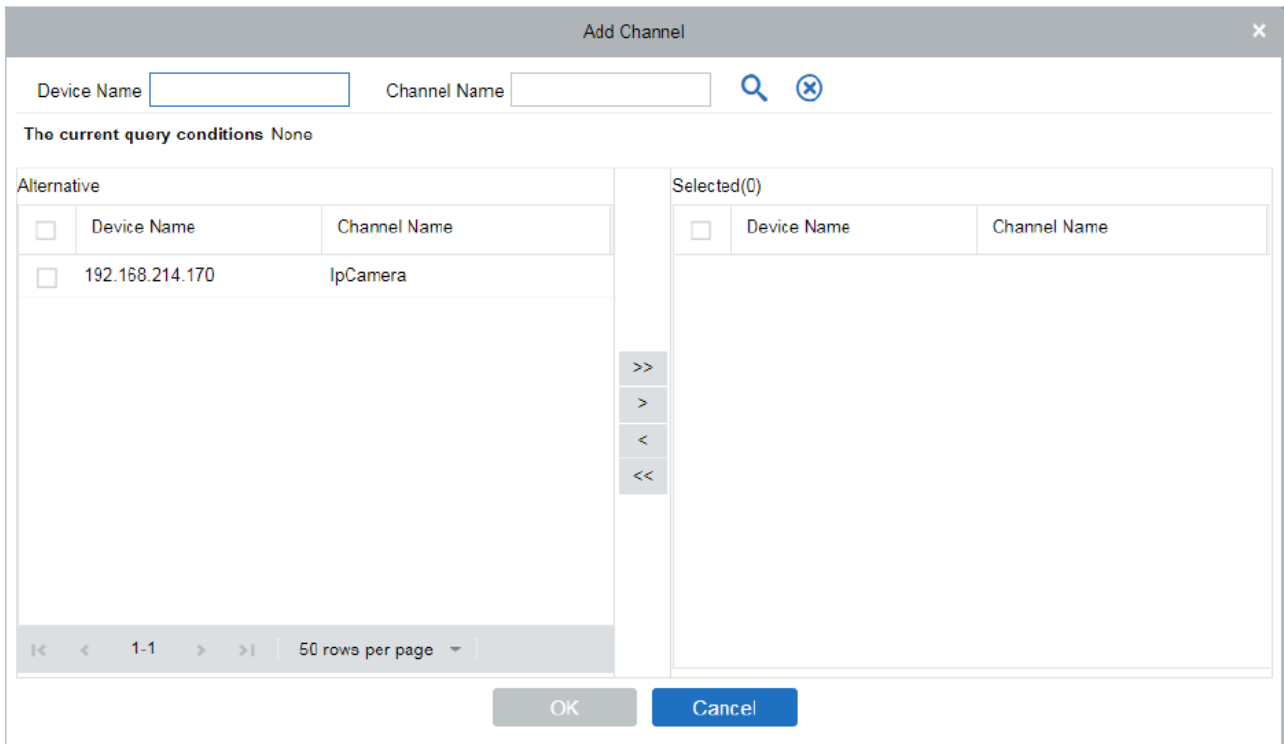 Add Channel ×
Device Name Channel Name
The current query conditions None
Alternative
Device Name Channel Name
192.168.214.170 IpCamera
>>
>
<
<<
Selected(0)
Device Name Channel Name
|< < 1-1 > >| 50 rows per page
OK Cancel